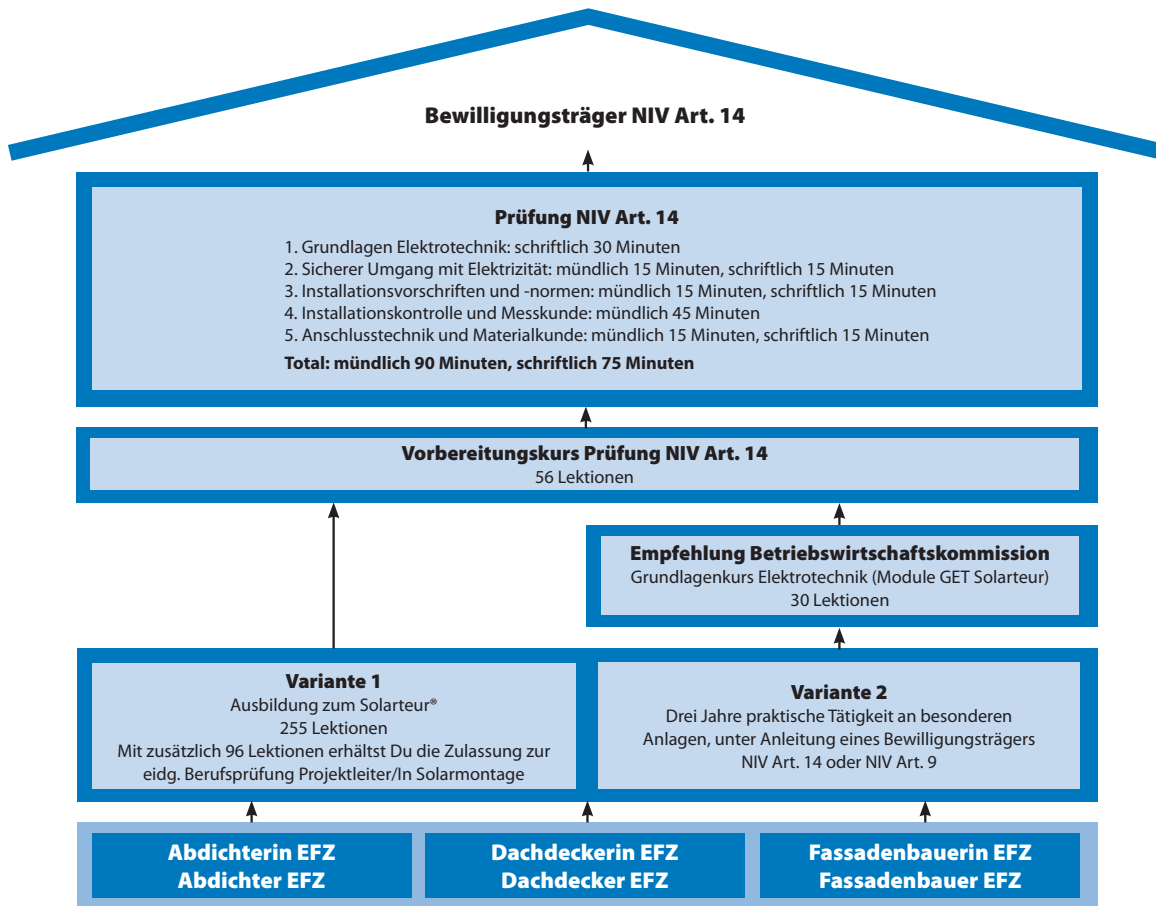 Bewilligungsträger NIV Art. 14
Prüfung NIV Art. 14
1. Grundlagen Elektrotechnik: schriftlich 30 Minuten
2. Sicherer Umgang mit Elektrizität: mündlich 15 Minuten, schriftlich 15 Minuten
3. Installationsvorschriften und -normen: mündlich 15 Minuten, schriftlich 15 Minuten
4. Installationskontrolle und Messkunde: mündlich 45 Minuten
5. Anschlusstechnik und Materialkunde: mündlich 15 Minuten, schriftlich 15 Minuten
Total: mündlich 90 Minuten, schriftlich 75 Minuten
Vorbereitungskurs Prüfung NIV Art. 14
56 Lektionen
Empfehlung Betriebswirtschaftskommission
Grundlagenkurs Elektrotechnik (Module GET Solarteur)
30 Lektionen
Variante 1
Ausbildung zum Solarteur®
255 Lektionen
Mit zusätzlich 96 Lektionen erhältst Du die Zulassung zur
eidg. Berufsprüfung Projektleiter/In Solarmontage
Variante 2
Drei Jahre praktische Tätigkeit an besonderen
Anlagen, unter Anleitung eines Bewilligungsträgers
NIV Art. 14 oder NIV Art. 9
Abdichterin EFZ
Abdichter EFZ
Dachdeckerin EFZ
Dachdecker EFZ
Fassadenbauerin EFZ
Fassadenbauer EFZ